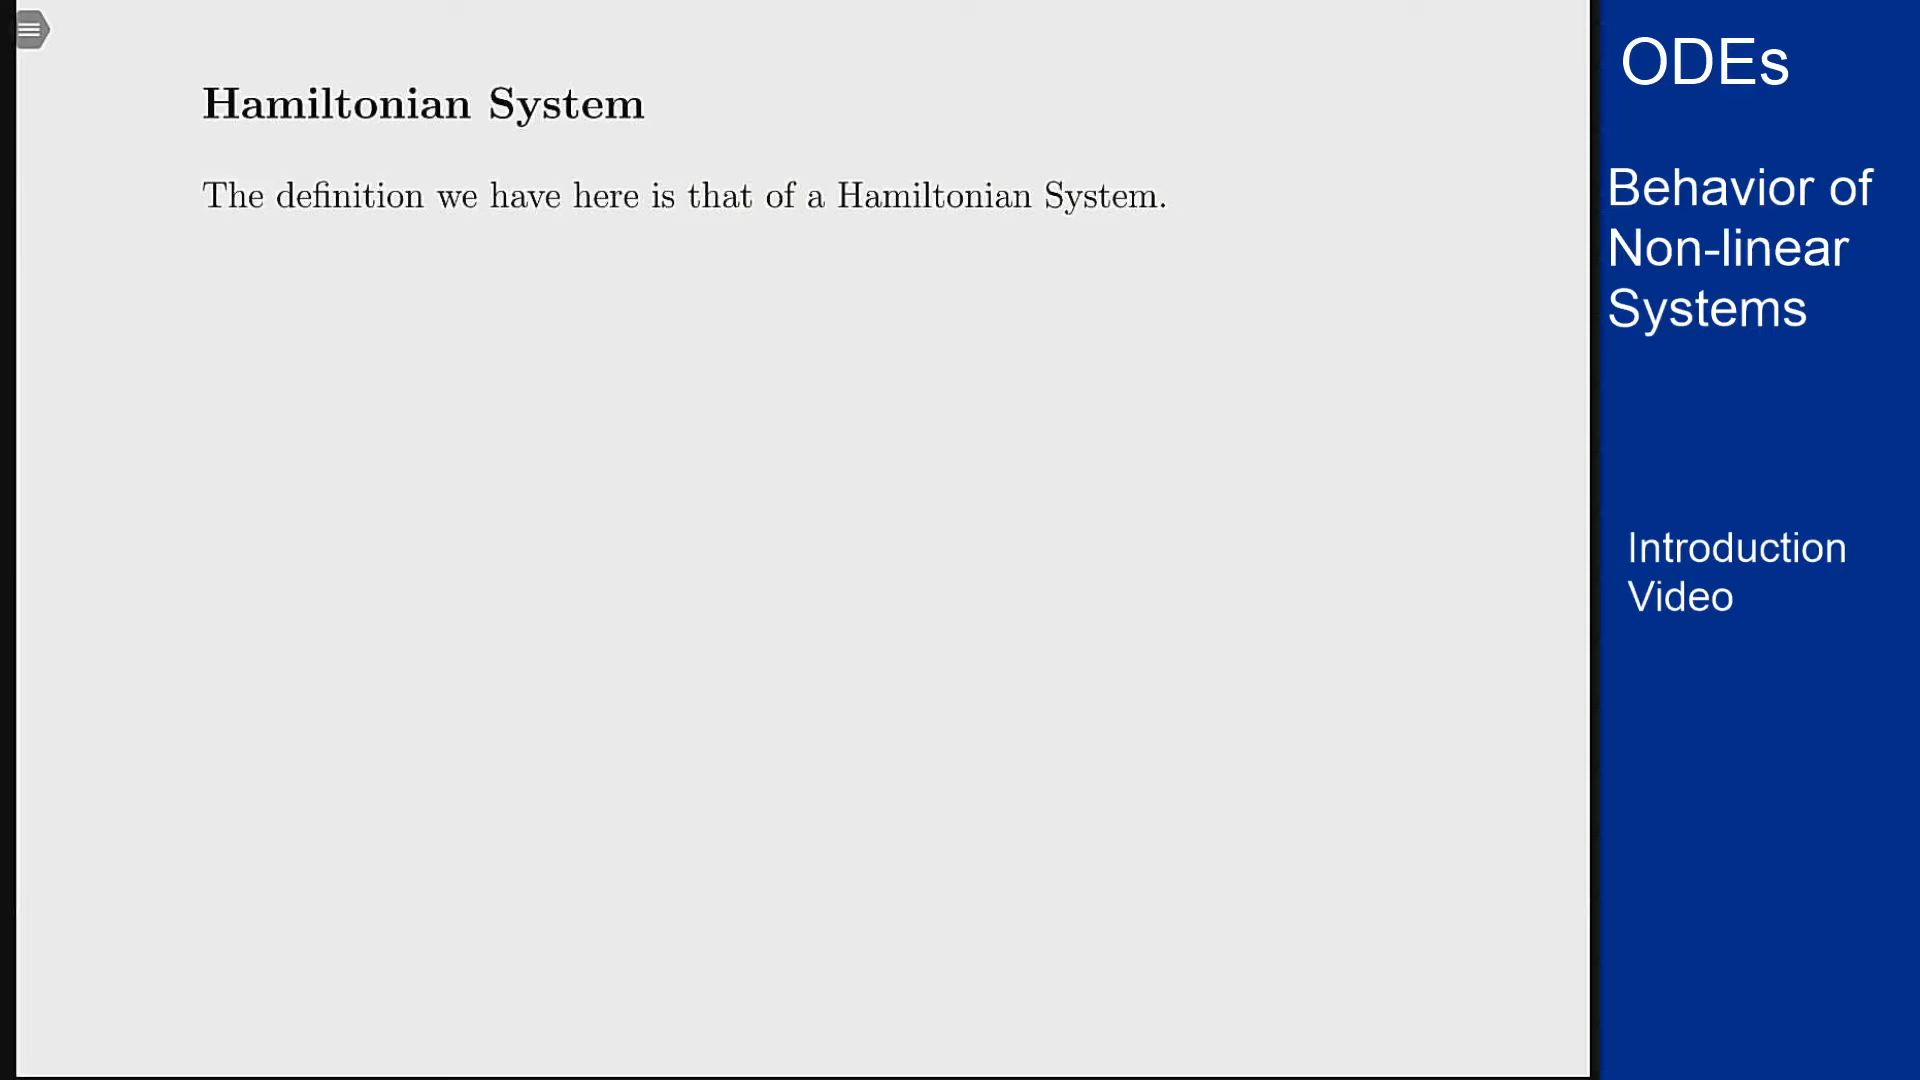 Hamiltonian System
The definition we have here is that of a Hamiltonian System.
ODEs
Behavior of
Non-linear
Systems
Introduction
Video